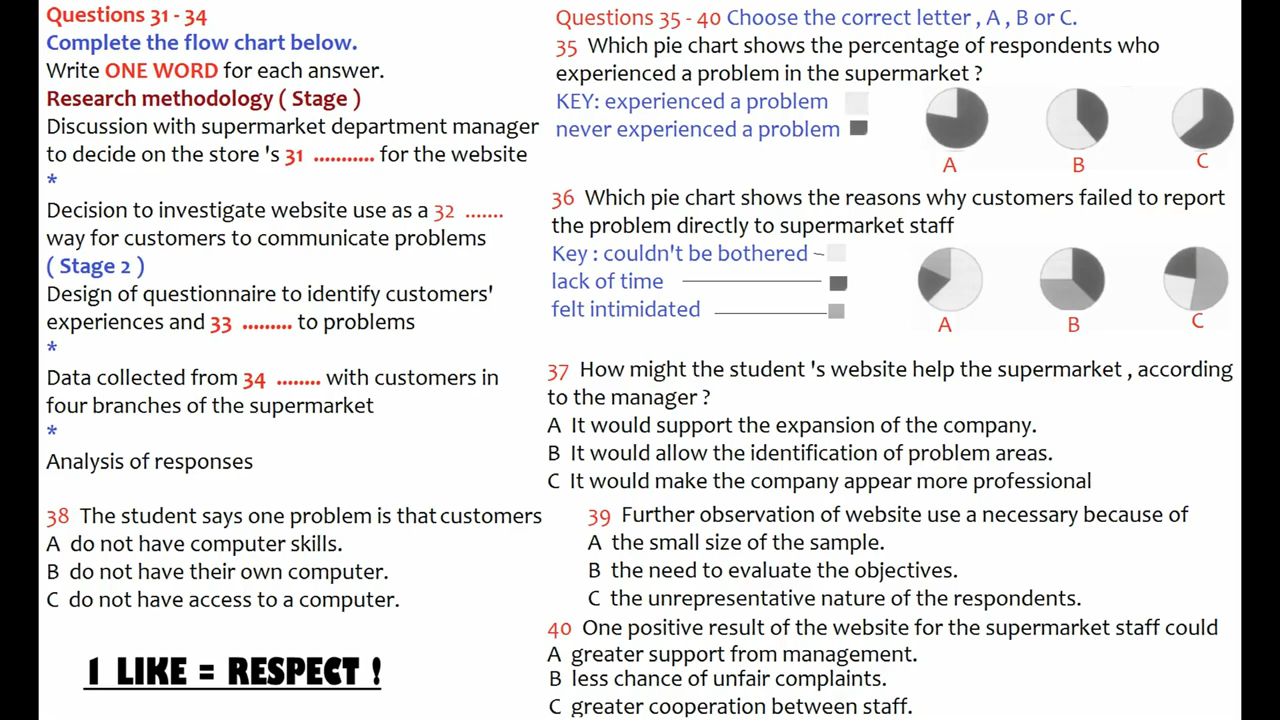 Questions 31 - 34
Complete the flow chart below.
Write ONE WORD for each answer.
Research methodology ( Stage )
Discussion with supermarket department manager
to decide on the store 's 31 ........... for the website
*
Decision to investigate website use as a 32 .......
way for customers to communicate problems
( Stage 2 )
Design of questionnaire to identify customers'
experiences and 33 ......... to problems
*
Data collected from 34 ........ with customers in
four branches of the supermarket
*
Analysis of responses
Questions 35 - 40 Choose the correct letter , A , B or C.
35 Which pie chart shows the percentage of respondents who
experienced a problem in the supermarket ?
KEY: experienced a problem
never experienced a problem
A B C
36 Which pie chart shows the reasons why customers failed to report
the problem directly to supermarket staff
Key : couldn't be bothered
lack of time
felt intimidated
A B C
37 How might the student 's website help the supermarket , according
to the manager ?
A It would support the expansion of the company.
B It would allow the identification of problem areas.
C It would make the company appear more professional
38 The student says one problem is that customers
A do not have computer skills.
B do not have their own computer.
C do not have access to a computer.
39 Further observation of website use a necessary because of
A the small size of the sample.
B the need to evaluate the objectives.
C the unrepresentative nature of the respondents.
40 One positive result of the website for the supermarket staff could
A greater support from management.
B less chance of unfair complaints.
C greater cooperation between staff.
1 LIKE = RESPECT !